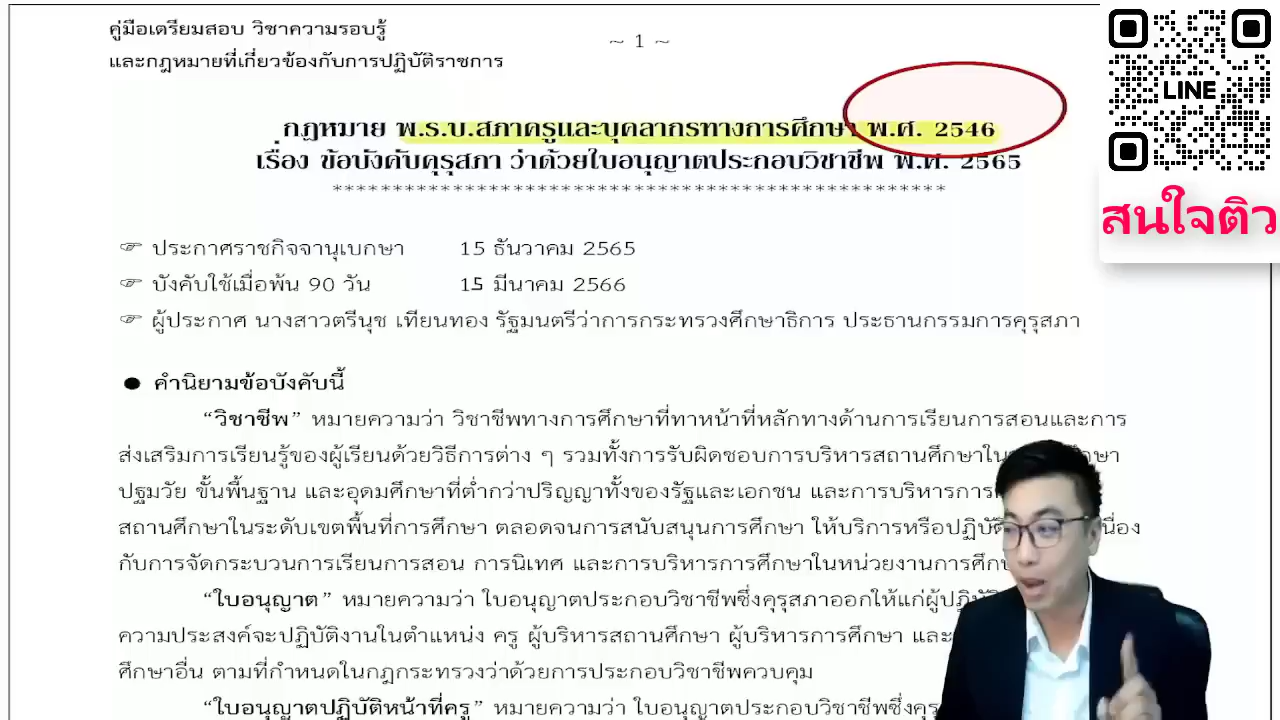 คู่มือเตรียมสอบ วิชาความรอบรู้
และกฎหมายที่เกี่ยวข้องกับการปฏิบัติราชการ
~ 1 ~
LINE
สนใจติว
กฎหมาย พ.ร.บ.สภาครูและบุคลากรทางการศึกษา พ.ศ. 2546
เรื่อง ข้อบังคับคุรุสภา ว่าด้วยใบอนุญาตประกอบวิชาชีพ พ.ศ. 2565
***************************************************
☞ ประกาศราชกิจจานุเบกษา 15 ธันวาคม 2565
☞ บังคับใช้เมื่อพ้น 90 วัน 15 มีนาคม 2566
☞ ผู้ประกาศ นางสาวตรีนุช เทียนทอง รัฐมนตรีว่าการกระทรวงศึกษาธิการ ประธานกรรมการคุรุสภา
● คำนิยามข้อบังคับนี้
“วิชาชีพ” หมายความว่า วิชาชีพทางการศึกษาที่ทาหน้าที่หลักทางด้านการเรียนการสอนและการ
ส่งเสริมการเรียนรู้ของผู้เรียนด้วยวิธีการต่าง ๆ รวมทั้งการรับผิดชอบการบริหารสถานศึกษาใน
ปฐมวัย ขั้นพื้นฐาน และอุดมศึกษาที่ต่ำกว่าปริญญาทั้งของรัฐและเอกชน และการบริหารการ
สถานศึกษาในระดับเขตพื้นที่การศึกษา ตลอดจนการสนับสนุนการศึกษา ให้บริการหรือปฏิบัติ นื่อง
กับการจัดกระบวนการเรียนการสอน การนิเทศ และการบริหารการศึกษาในหน่วยงานการศึก
“ใบอนุญาต” หมายความว่า ใบอนุญาตประกอบวิชาชีพซึ่งคุรุสภาออกให้แก่ผู้ปฏิบั
ความประสงค์จะปฏิบัติงานในตำแหน่ง ครู ผู้บริหารสถานศึกษา ผู้บริหารการศึกษา และ
ศึกษาอื่น ตามที่กำหนดในกฎกระทรวงว่าด้วยการประกอบวิชาชีพควบคุม
“ใบอนุญาตปฏิบัติหน้าที่ครู” หมายความว่า ใบอนุญาตประกอบวิชาชีพซึ่งคุรุ